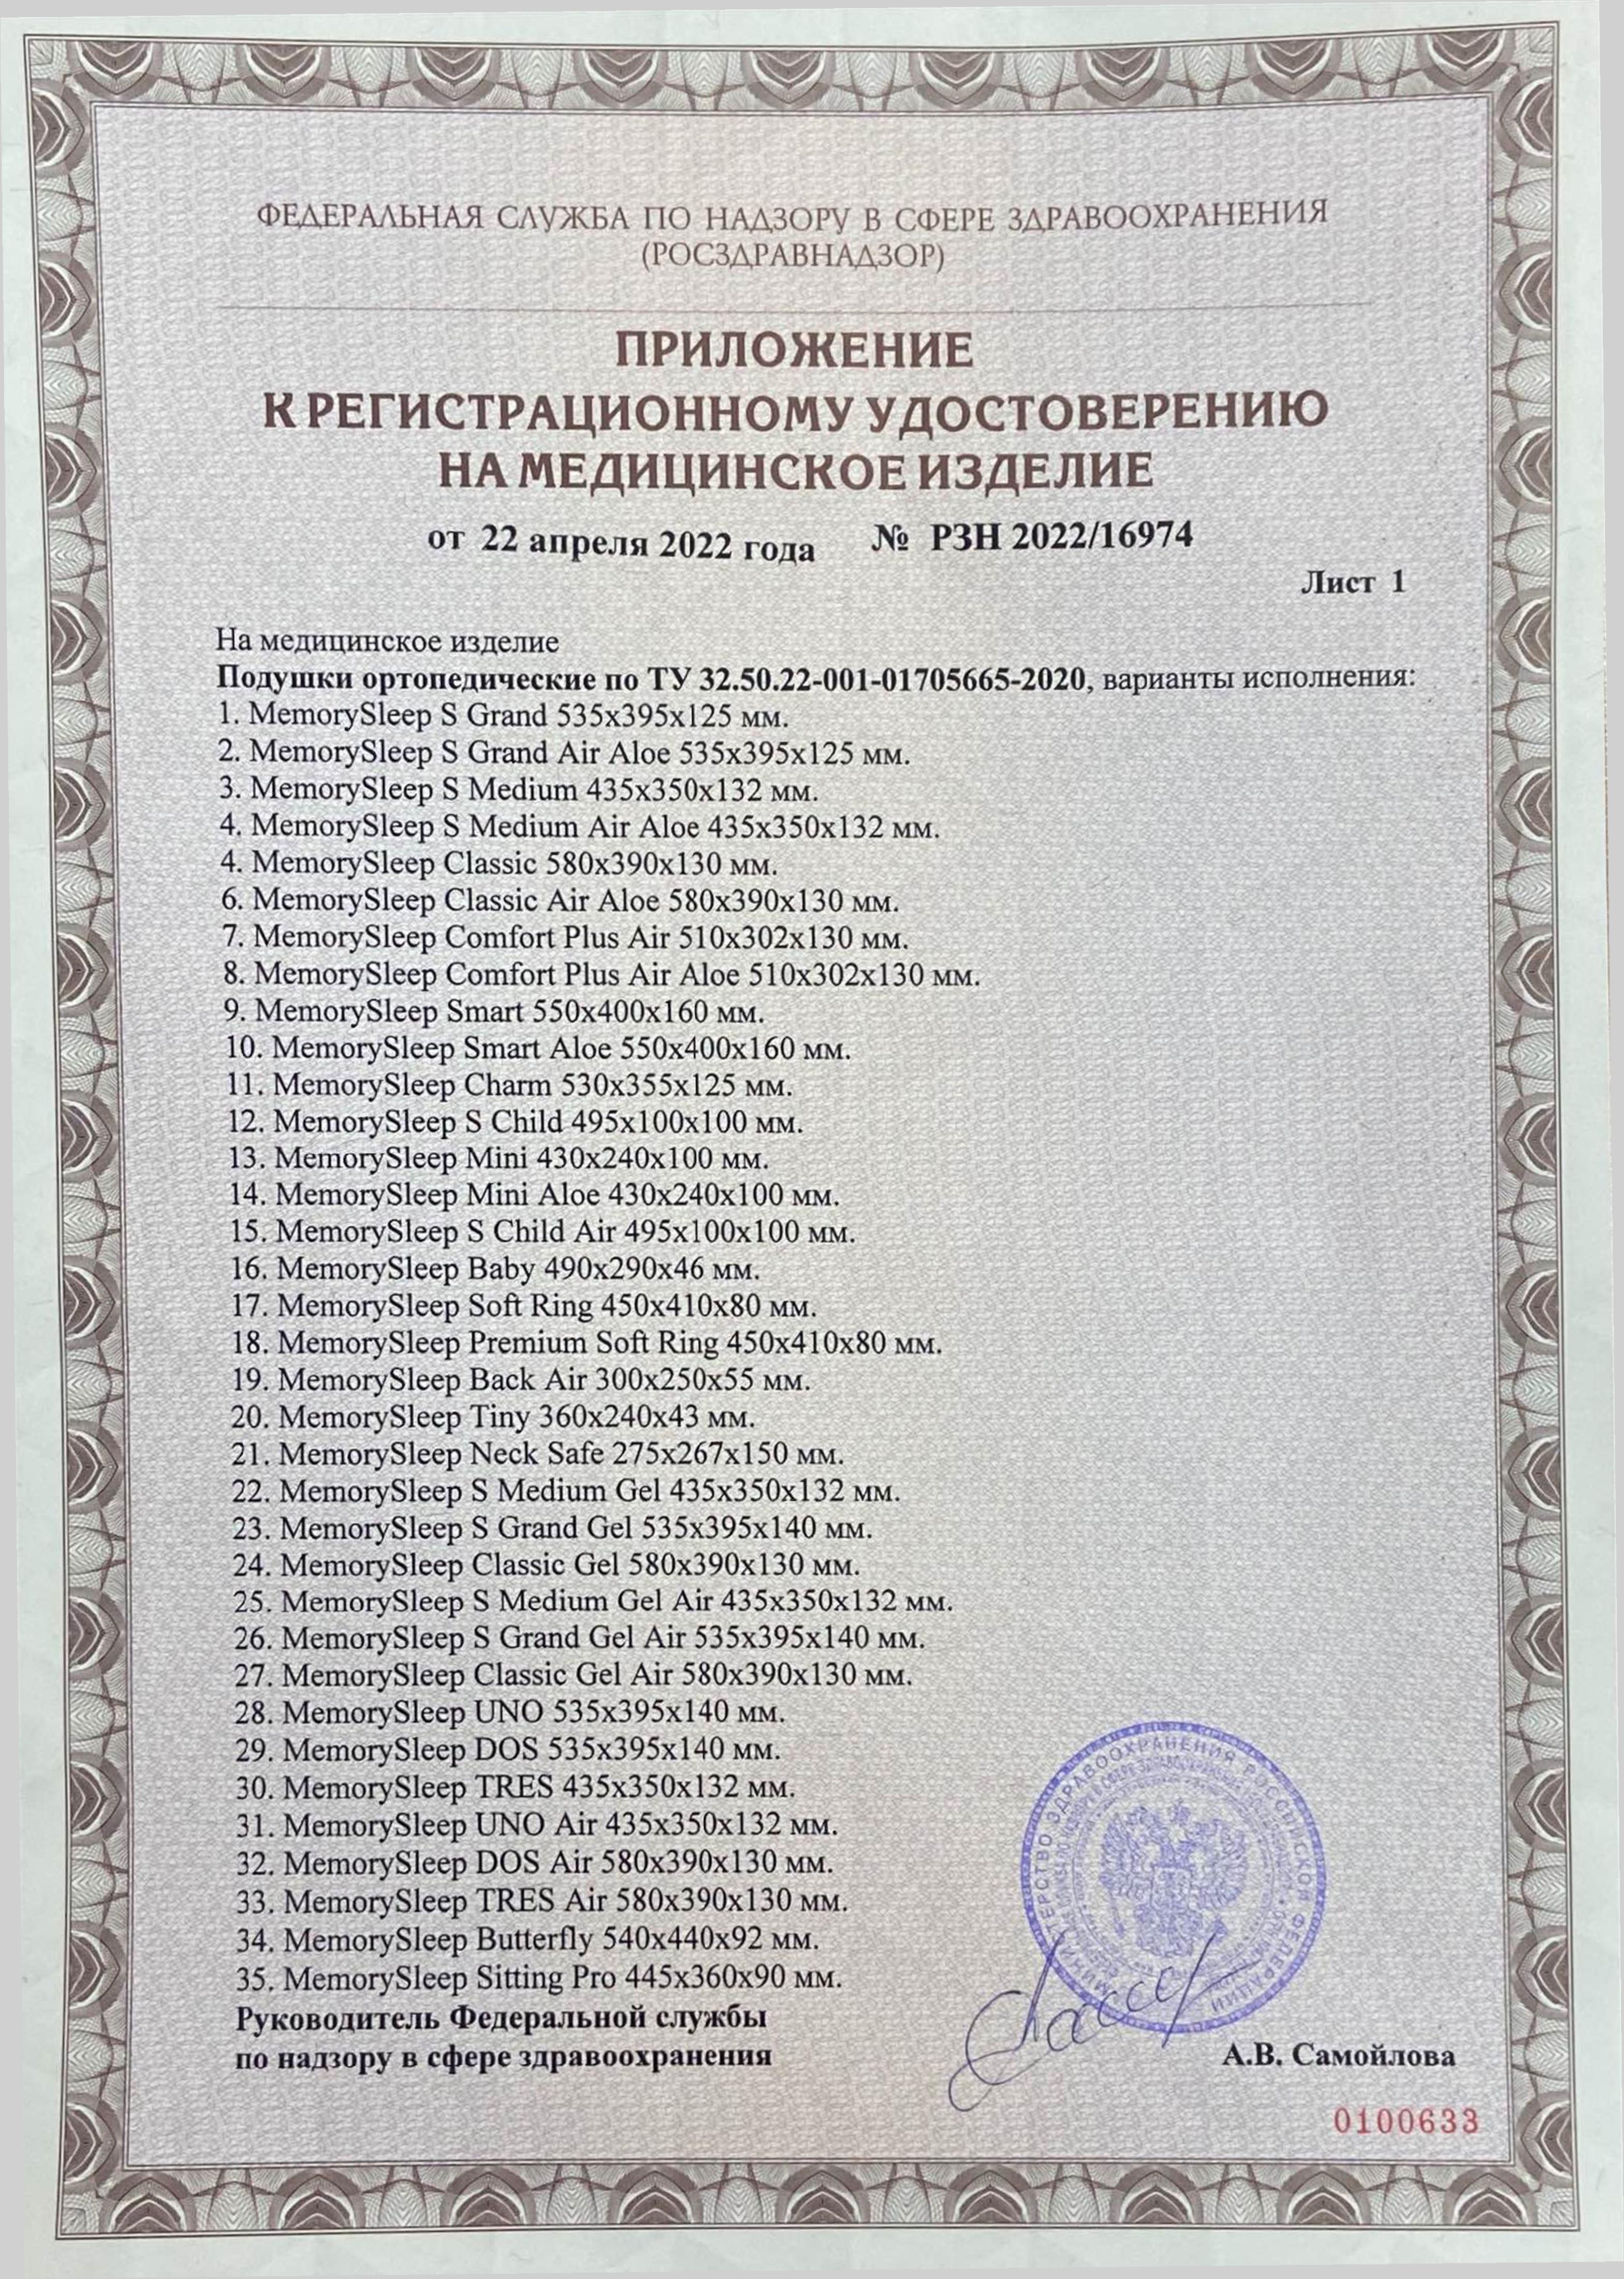 ФЕДЕРАЛЬНАЯ СЛУЖБА ПО НАДЗОРУ В СФЕРЕ ЗДРАВООХРАНЕНИЯ
(РОСЗДРАВНАДЗОР)
ПРИЛОЖЕНИЕ
К РЕГИСТРАЦИОННОМУ УДОСТОВЕРЕНИЮ
НА МЕДИЦИНСКОЕ ИЗДЕЛИЕ
от 22 апреля 2022 года № РЗН 2022/16974
Лист 1
На медицинское изделие
Подушки ортопедические по ТУ 32.50.22-001-01705665-2020, варианты исполнения:
1. MemorySleep S Grand 535x395x125 мм.
2. MemorySleep S Grand Air Aloe 535x395x125 мм.
3. MemorySleep S Medium 435x350x132 мм.
4. MemorySleep S Medium Air Aloe 435x350x132 мм.
4. MemorySleep Classic 580x390x130 мм.
6. MemorySleep Classic Air Aloe 580x390x130 мм.
7. MemorySleep Comfort Plus Air 510x302x130 мм.
8. MemorySleep Comfort Plus Air Aloe 510x302x130 мм.
9. MemorySleep Smart 550x400x160 мм.
10. MemorySleep Smart Aloe 550x400x160 мм.
11. MemorySleep Charm 530x355x125 мм.
12. MemorySleep S Child 495x100x100 мм.
13. MemorySleep Mini 430x240x100 мм.
14. MemorySleep Mini Aloe 430x240x100 мм.
15. MemorySleep S Child Air 495x100x100 мм.
16. MemorySleep Baby 490x290x46 мм.
17. MemorySleep Soft Ring 450x410x80 мм.
18. MemorySleep Premium Soft Ring 450x410x80 мм.
19. MemorySleep Back Air 300x250x55 мм.
20. MemorySleep Tiny 360x240x43 мм.
21. MemorySleep Neck Safe 275x267x150 мм.
22. MemorySleep S Medium Gel 435x350x132 мм.
23. MemorySleep S Grand Gel 535x395x140 мм.
24. MemorySleep Classic Gel 580x390x130 мм.
25. MemorySleep S Medium Gel Air 435x350x132 мм.
26. MemorySleep S Grand Gel Air 535x395x140 мм.
27. MemorySleep Classic Gel Air 580x390x130 мм.
28. MemorySleep UNO 535x395x140 мм.
29. MemorySleep DOS 535x395x140 мм.
30. MemorySleep TRES 435x350x132 мм.
31. MemorySleep UNO Air 435x350x132 мм.
32. MemorySleep DOS Air 580x390x130 мм.
33. MemorySleep TRES Air 580x390x130 мм.
34. MemorySleep Butterfly 540x440x92 мм.
35. MemorySleep Sitting Pro 445x360x90 мм.
Руководитель Федеральной службы
по надзору в сфере здравоохранения
А.В. Самойлова
МИНИСТЕРСТВО ЗДРАВООХРАНЕНИЯ РОССИЙСКОЙ ФЕДЕРАЦИИ
0100633